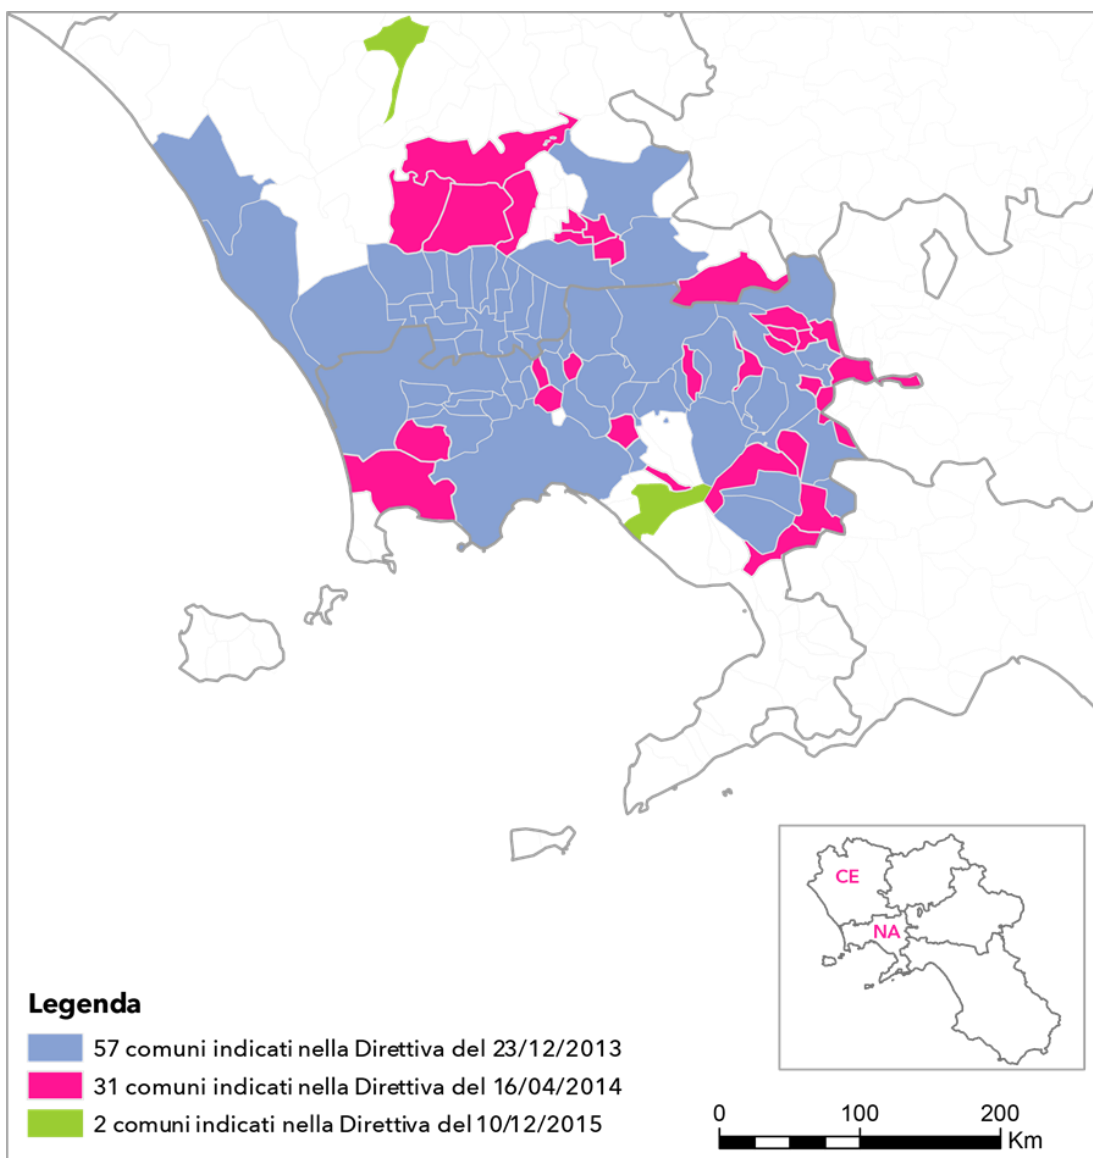 CE
NA
Legenda
57 comuni indicati nella Direttiva del 23/12/2013
31 comuni indicati nella Direttiva del 16/04/2014
2 comuni indicati nella Direttiva del 10/12/2015
0 100 200
Km